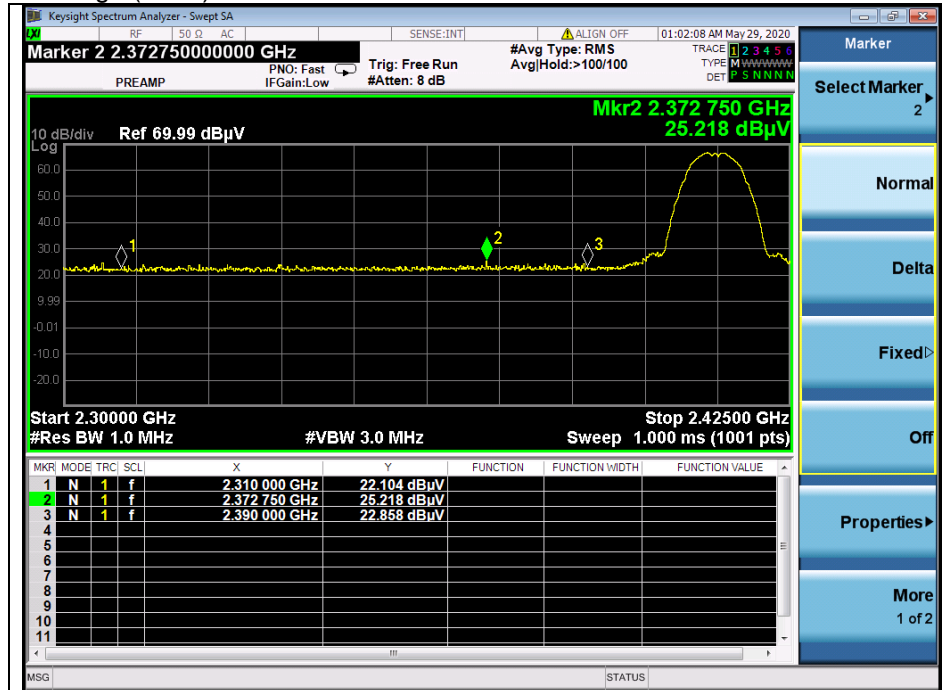 Keysight Spectrum Analyzer - Swept SA
LXI RF 50 Ω AC SENSE:INT ALIGN OFF 01:02:08 AM May 29, 2020
Marker 2 2.372750000000 GHz
PREAMP
PNO: Fast
IFGain:Low
Trig: Free Run
#Atten: 8 dB
#Avg Type: RMS
Avg|Hold:>100/100
TRACE 1 2 3 4 5 6
TYPE M WWWWW
DET P S N N N N
Mkr2 2.372 750 GHz
25.218 dBµV
10 dB/div Ref 69.99 dBµV
Log
60.0
50.0
40.0
30.0
20.0
9.99
-0.01
-10.0
-20.0
1
2
3
Start 2.30000 GHz Stop 2.42500 GHz
#Res BW 1.0 MHz #VBW 3.0 MHz Sweep 1.000 ms (1001 pts)
MKR MODE TRC SCL X Y FUNCTION FUNCTION WIDTH FUNCTION VALUE
1 N 1 f 2.310 000 GHz 22.104 dBµV
2 N 1 f 2.372 750 GHz 25.218 dBµV
3 N 1 f 2.390 000 GHz 22.858 dBµV
4
5
6
7
8
9
10
11
MSG STATUS
Marker
Select Marker
2
Normal
Delta
Fixed
Off
Properties
More
1 of 2